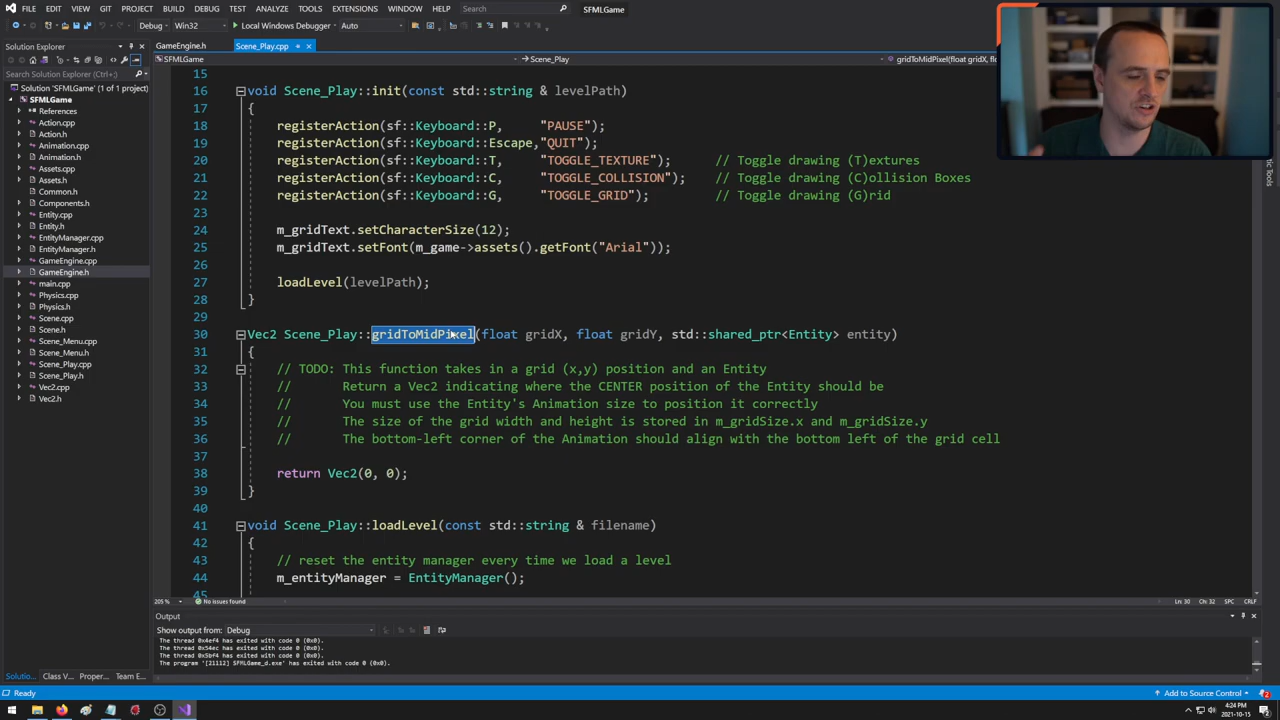 FILE EDIT VIEW GIT PROJECT BUILD DEBUG TEST ANALYZE TOOLS EXTENSIONS WINDOW HELP Search SFMLGame
Debug Win32 Local Windows Debugger Auto
Solution Explorer
GameEngine.h Scene_Play.cpp
SFMLGame Scene_Play gridToMidPixel(float gridX, fl
Search Solution Explorer (Ctrl+;)
Solution 'SFMLGame' (1 of 1 project)
SFMLGame
References
Action.cpp
Action.h
Animation.cpp
Animation.h
Assets.cpp
Assets.h
Common.h
Components.h
Entity.cpp
Entity.h
EntityManager.cpp
EntityManager.h
GameEngine.cpp
GameEngine.h
main.cpp
Physics.cpp
Physics.h
Scene.cpp
Scene.h
Scene_Menu.cpp
Scene_Menu.h
Scene_Play.cpp
Scene_Play.h
Vec2.cpp
Vec2.h
15
16 void Scene_Play::init(const std::string & levelPath)
17 {
18 registerAction(sf::Keyboard::P, "PAUSE");
19 registerAction(sf::Keyboard::Escape,"QUIT");
20 registerAction(sf::Keyboard::T, "TOGGLE_TEXTURE"); // Toggle drawing (T)extures
21 registerAction(sf::Keyboard::C, "TOGGLE_COLLISION"); // Toggle drawing (C)ollision Boxes
22 registerAction(sf::Keyboard::G, "TOGGLE_GRID"); // Toggle drawing (G)rid
23
24 m_gridText.setCharacterSize(12);
25 m_gridText.setFont(m_game->assets().getFont("Arial"));
26
27 loadLevel(levelPath);
28 }
29
30 Vec2 Scene_Play::gridToMidPixel(float gridX, float gridY, std::shared_ptr<Entity> entity)
31 {
32 // TODO: This function takes in a grid (x,y) position and an Entity
33 // Return a Vec2 indicating where the CENTER position of the Entity should be
34 // You must use the Entity's Animation size to position it correctly
35 // The size of the grid width and height is stored in m_gridSize.x and m_gridSize.y
36 // The bottom-left corner of the Animation should align with the bottom left of the grid cell
37
38 return Vec2(0, 0);
39 }
40
41 void Scene_Play::loadLevel(const std::string & filename)
42 {
43 // reset the entity manager every time we load a level
44 m_entityManager = EntityManager();
45
205 % No issues found Ln: 30 Ch: 32 SPC CRLF
Output
Show output from: Debug
The thread 0x4ef4 has exited with code 0 (0x0).
The thread 0x54ec has exited with code 0 (0x0).
The thread 0x5bf4 has exited with code 0 (0x0).
The program '[21112] SFMLGame_d.exe' has exited with code 0 (0x0).
Solutio... Class V... Proper... Team E...
Ready Add to Source Control 2
4:24 PM
2021-10-15